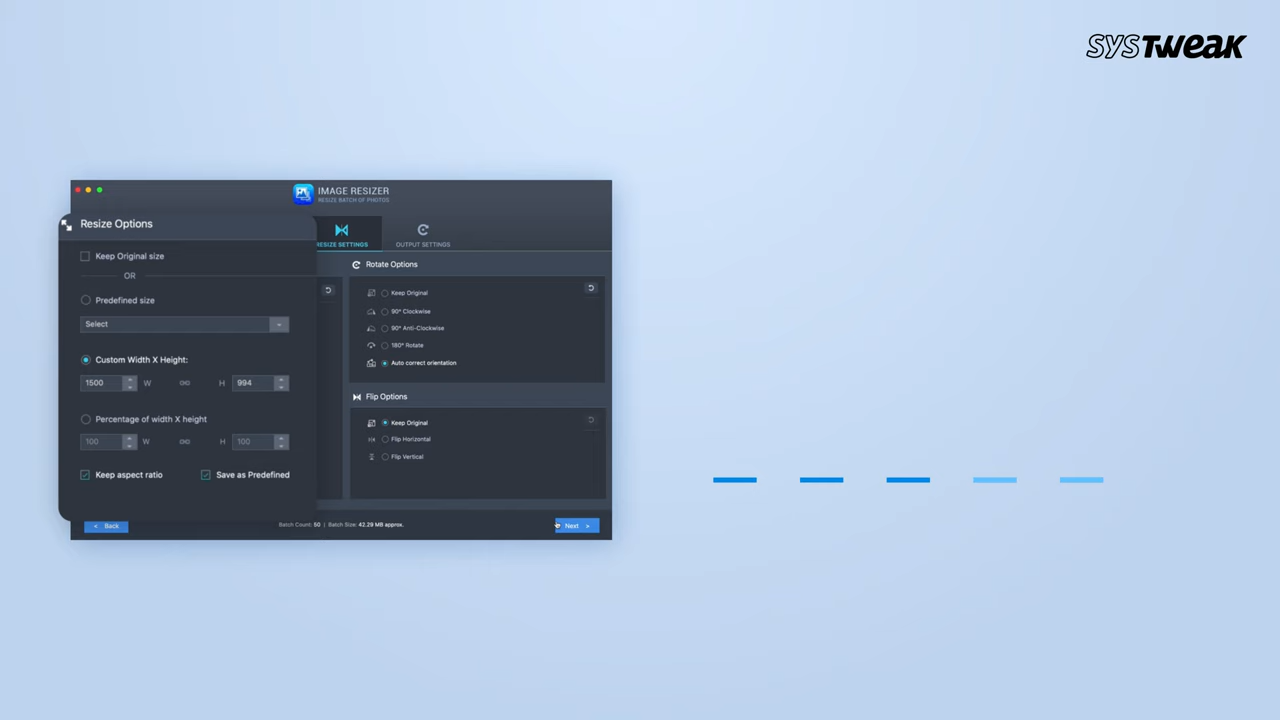 SYSTWEAK
IMAGE RESIZER
RESIZE BATCH OF PHOTOS
Resize Options
RESIZE SETTINGS
OUTPUT SETTINGS
Keep Original size
OR
Predefined size
Select
Custom Width X Height:
1500 W H 994
Percentage of width X height
100 W H 100
Keep aspect ratio Save as Predefined
Rotate Options
Keep Original
90° Clockwise
90° Anti-Clockwise
180° Rotate
Auto correct orientation
Flip Options
Keep Original
Flip Horizontal
Flip Vertical
< Back
Batch Count: 50 | Batch Size: 42.29 MB approx.
Next >